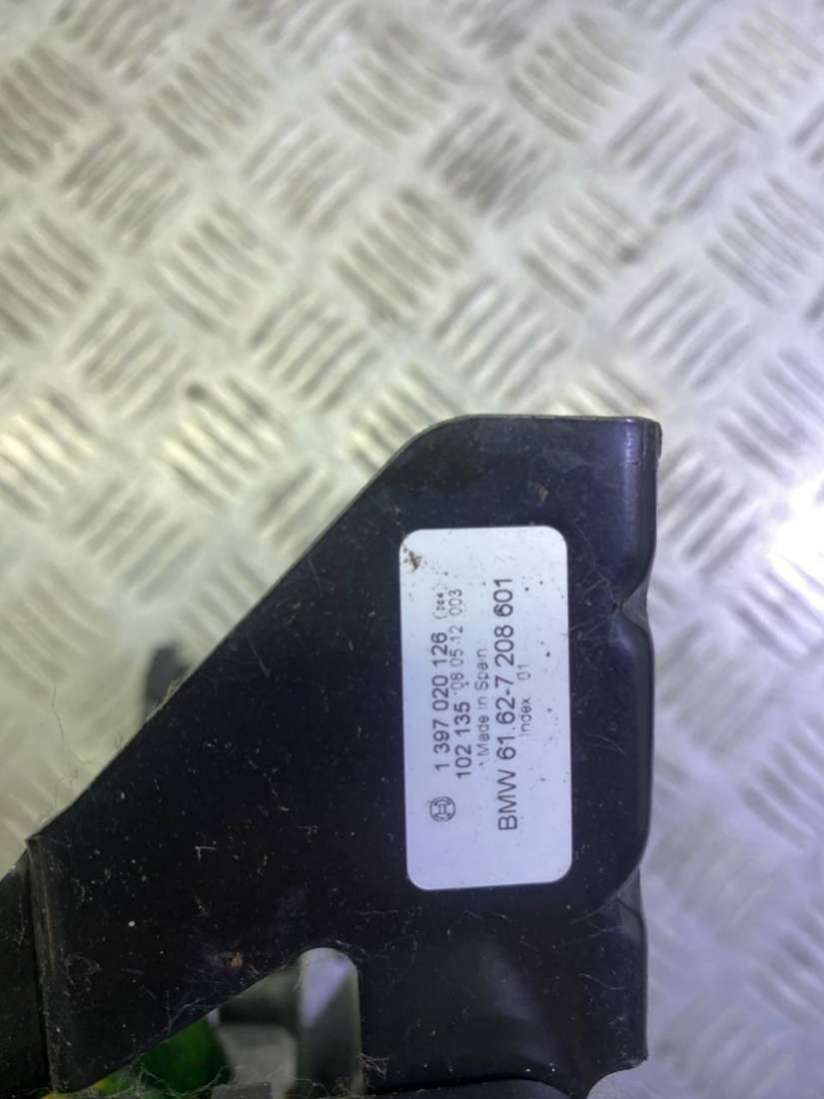 1 397 020 126
102 135 08 05 12 003
Made in Spain
BMW 61.62-7 208 601
Index 01